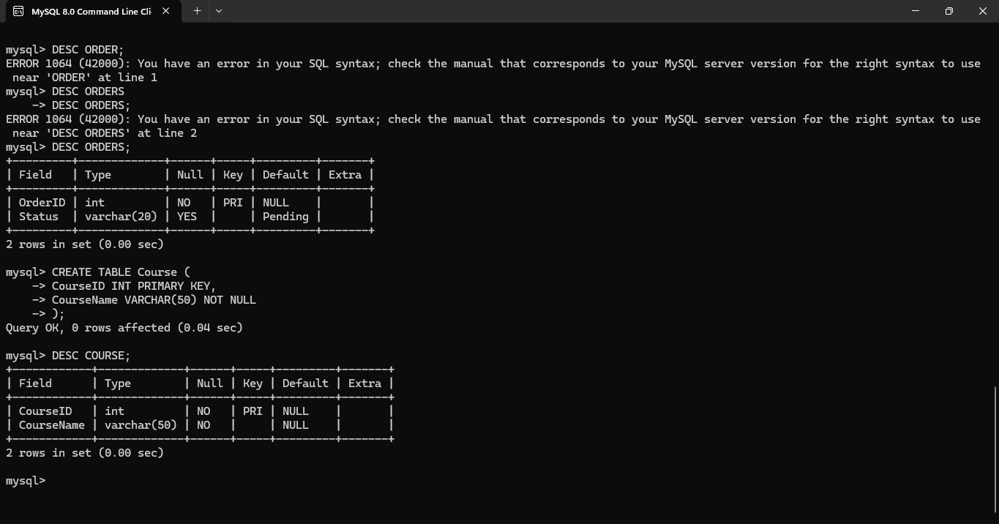 MySQL 8.0 Command Line Cli
mysql> DESC ORDER;
ERROR 1064 (42000): You have an error in your SQL syntax; check the manual that corresponds to your MySQL server version for the right syntax to use
 near 'ORDER' at line 1
mysql> DESC ORDERS
    -> DESC ORDERS;
ERROR 1064 (42000): You have an error in your SQL syntax; check the manual that corresponds to your MySQL server version for the right syntax to use
 near 'DESC ORDERS' at line 2
mysql> DESC ORDERS;
+---------+-------------+------+-----+---------+-------+
| Field   | Type        | Null | Key | Default | Extra |
+---------+-------------+------+-----+---------+-------+
| OrderID | int         | NO   | PRI | NULL    |       |
| Status  | varchar(20) | YES  |     | Pending |       |
+---------+-------------+------+-----+---------+-------+
2 rows in set (0.00 sec)

mysql> CREATE TABLE Course (
    -> CourseID INT PRIMARY KEY,
    -> CourseName VARCHAR(50) NOT NULL
    -> );
Query OK, 0 rows affected (0.04 sec)

mysql> DESC COURSE;
+------------+-------------+------+-----+---------+-------+
| Field      | Type        | Null | Key | Default | Extra |
+------------+-------------+------+-----+---------+-------+
| CourseID   | int         | NO   | PRI | NULL    |       |
| CourseName | varchar(50) | NO   |     | NULL    |       |
+------------+-------------+------+-----+---------+-------+
2 rows in set (0.00 sec)

mysql>